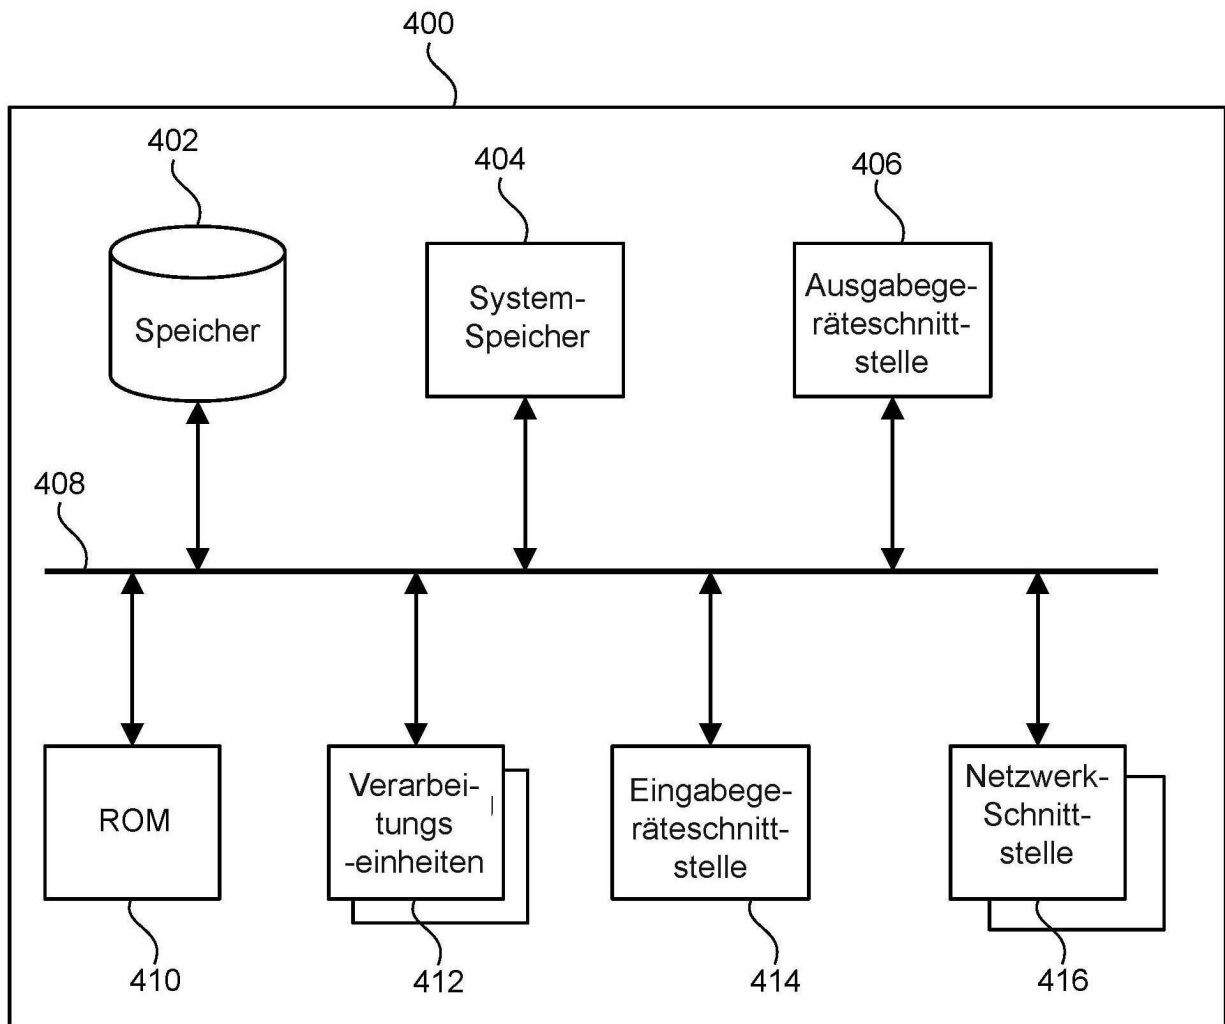 400
402
404
406
Speicher
System-
Speicher
Ausgabege-
räteschnitt-
stelle
408
ROM
Verarbei-
tungs
-einheiten
Eingabege-
räteschnitt-
stelle
Netzwerk-
Schnitt-
stelle
410
412
414
416